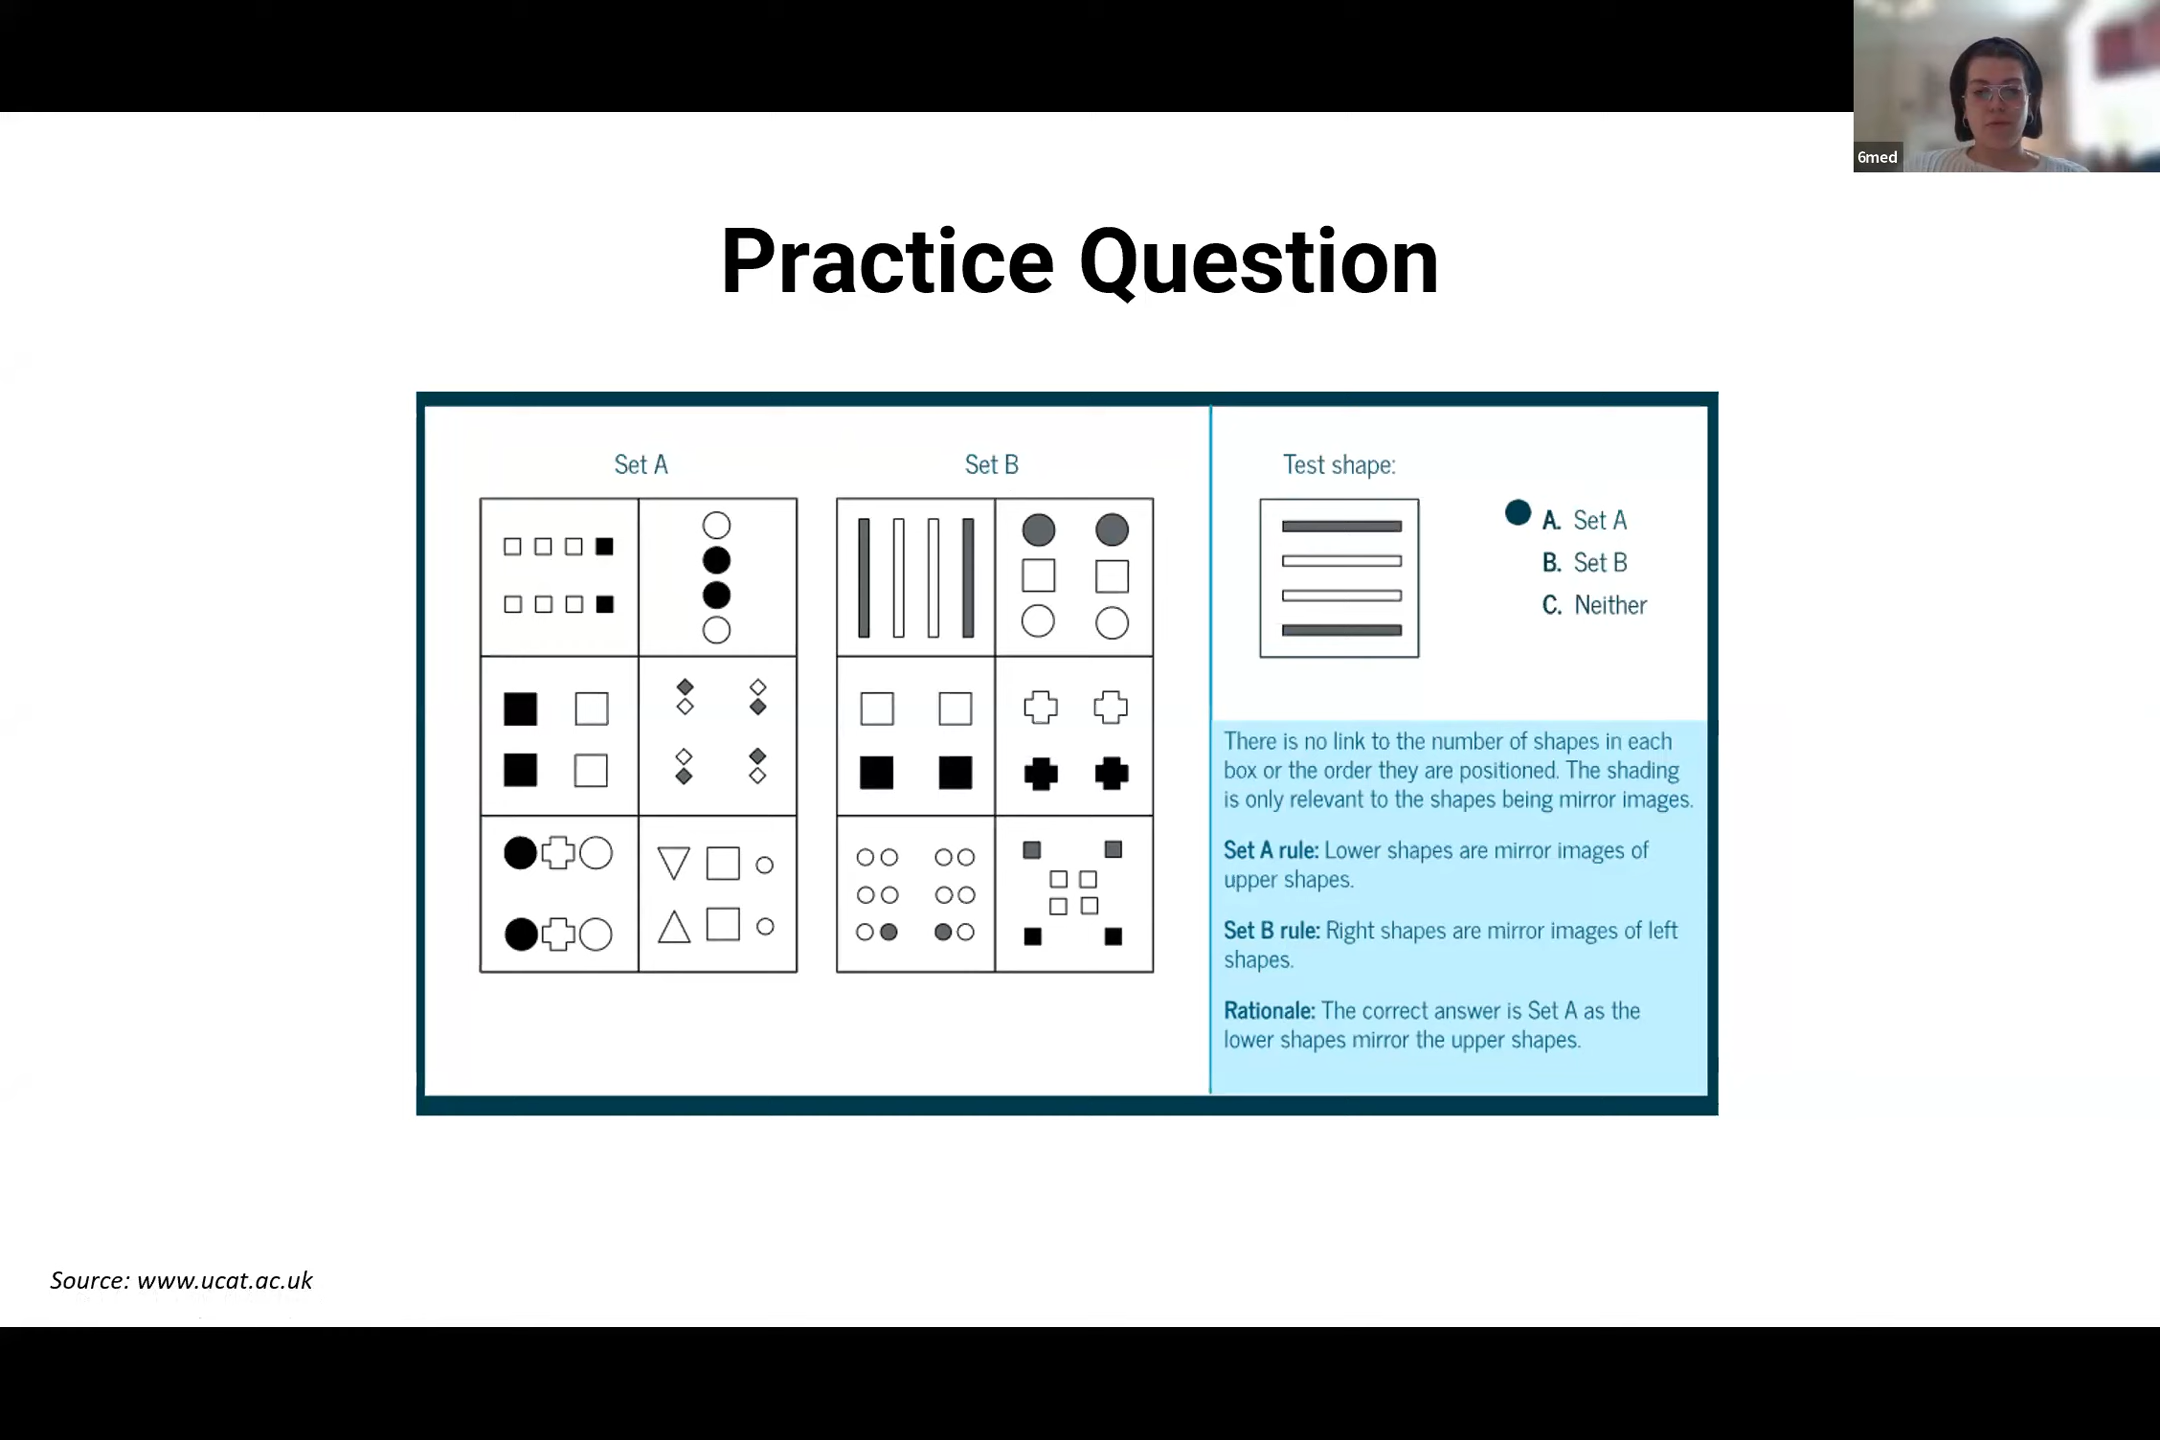 6med
Practice Question
Set A
Set B
Test shape:
A. Set A
B. Set B
C. Neither
There is no link to the number of shapes in each
box or the order they are positioned. The shading
is only relevant to the shapes being mirror images.
Set A rule: Lower shapes are mirror images of
upper shapes.
Set B rule: Right shapes are mirror images of left
shapes.
Rationale: The correct answer is Set A as the
lower shapes mirror the upper shapes.
Source: www.ucat.ac.uk